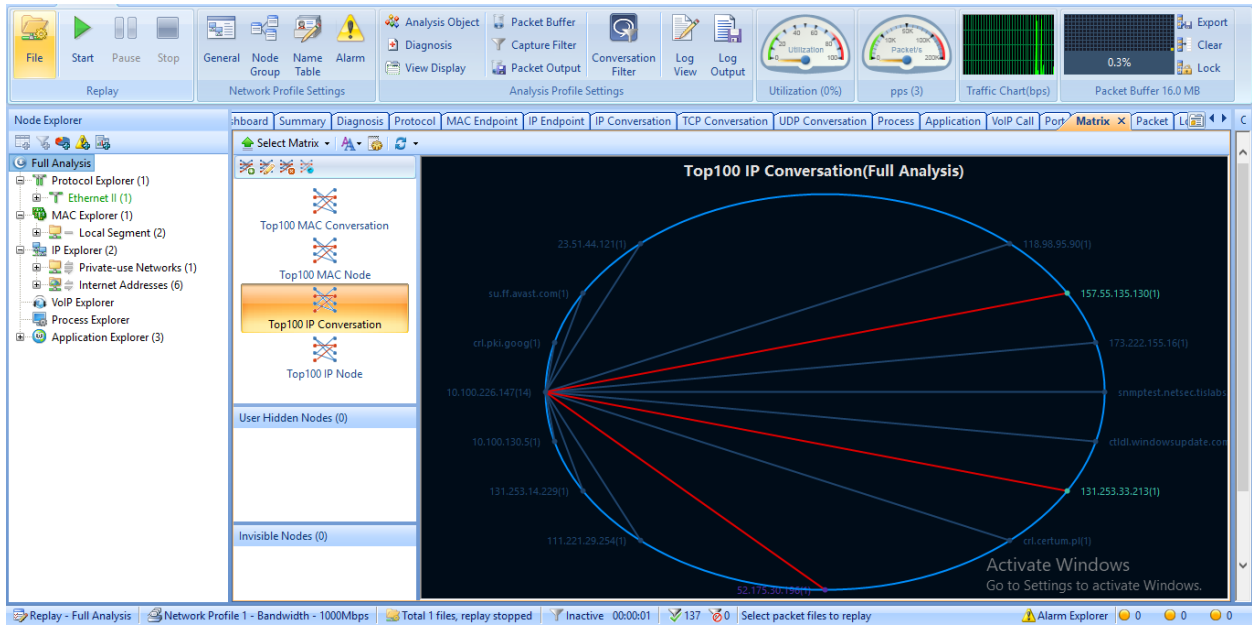 File
Start
Pause
Stop
Replay
General
Node Group
Name Table
Alarm
Network Profile Settings
Analysis Object
Diagnosis
View Display
Packet Buffer
Capture Filter
Packet Output
Conversation Filter
Log View
Log Output
Analysis Profile Settings
Utilization
Utilization (0%)
Packet/s
pps (3)
Traffic Chart(bps)
0.3%
Export
Clear
Lock
Packet Buffer 16.0 MB
Node Explorer
Full Analysis
Protocol Explorer (1)
Ethernet II (1)
MAC Explorer (1)
Local Segment (2)
IP Explorer (2)
Private-use Networks (1)
Internet Addresses (6)
VoIP Explorer
Process Explorer
Application Explorer (3)
hboard Summary Diagnosis Protocol MAC Endpoint IP Endpoint IP Conversation TCP Conversation UDP Conversation Process Application VoIP Call Port Matrix X Packet
Select Matrix
Top100 MAC Conversation
Top100 MAC Node
Top100 IP Conversation
Top100 IP Node
User Hidden Nodes (0)
Invisible Nodes (0)
Top100 IP Conversation(Full Analysis)
23.51.44.121(1)
118.98.95.90(1)
su.ff.avast.com(1)
157.55.135.130(1)
crl.pki.goog(1)
173.222.155.16(1)
10.100.226.147(14)
snmptest.netsec.tislabs
10.100.130.5(1)
ctldl.windowsupdate.com
131.253.14.229(1)
131.253.33.213(1)
111.221.29.254(1)
crl.certum.pl(1)
52.175.30.196(1)
Activate Windows
Go to Settings to activate Windows.
Replay - Full Analysis
Network Profile 1 - Bandwidth - 1000Mbps
Total 1 files, replay stopped
Inactive 00:00:01
137
0
Select packet files to replay
Alarm Explorer
0
0
0